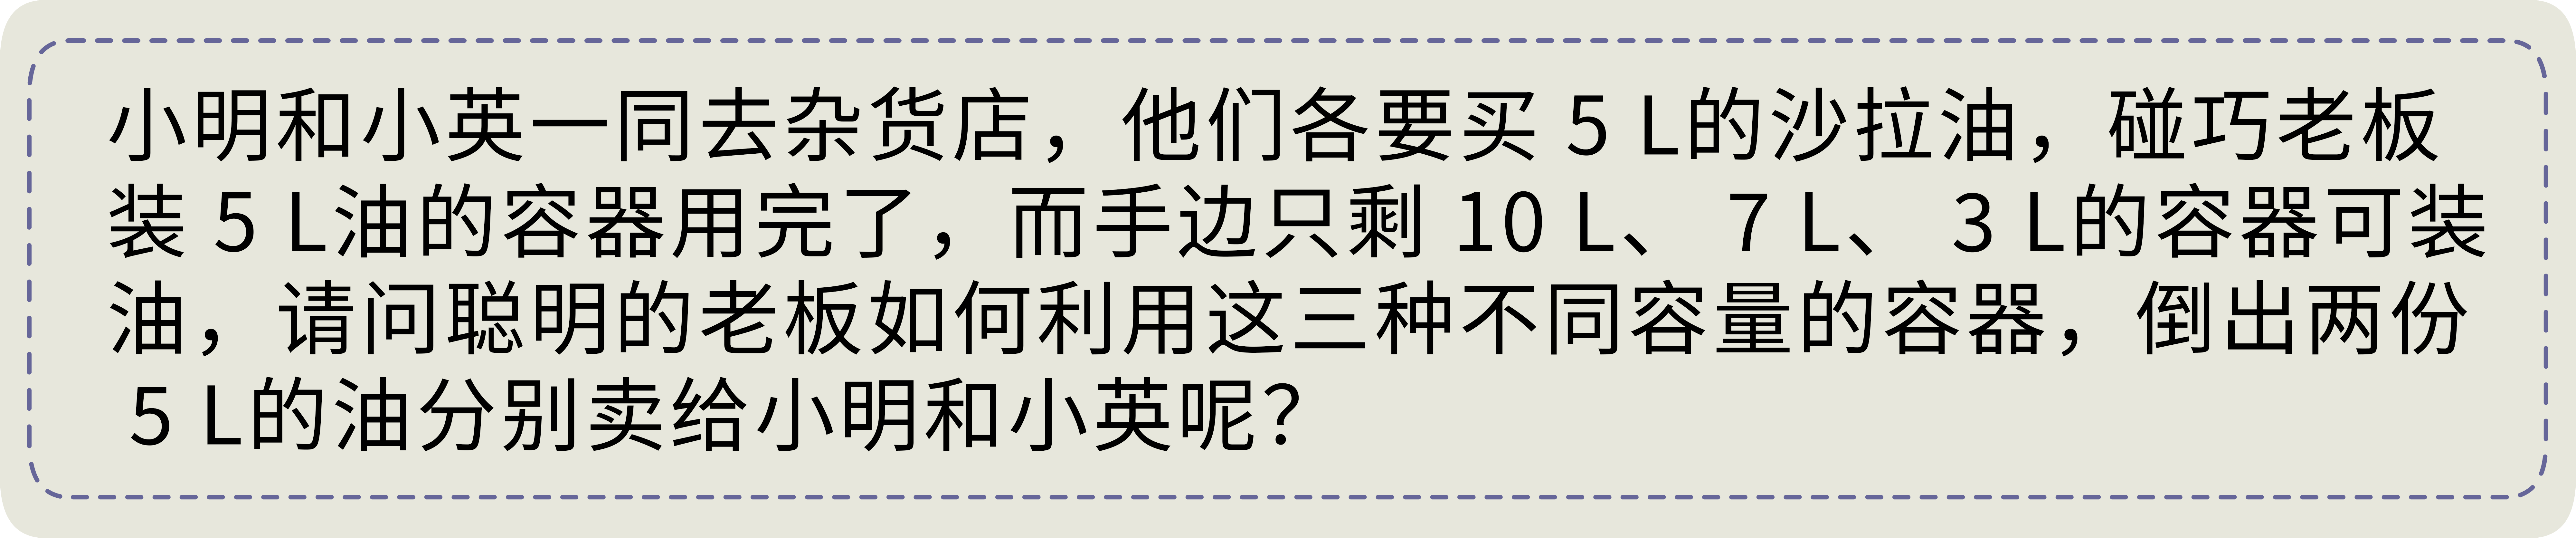 小明和小英一同去杂货店，他们各要买 5 L的沙拉油，碰巧老板
装 5 L油的容器用完了，而手边只剩 10 L、 7 L、 3 L的容器可装
油，请问聪明的老板如何利用这三种不同容量的容器，倒出两份
5 L的油分别卖给小明和小英呢？